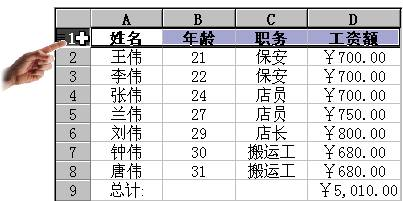 A B C D
1 姓名 年龄 职务 工资额
2 王伟 21 保安 ￥700.00
3 李伟 22 保安 ￥700.00
4 张伟 24 店员 ￥700.00
5 兰伟 27 店员 ￥750.00
6 刘伟 29 店长 ￥800.00
7 钟伟 30 搬运工 ￥680.00
8 唐伟 31 搬运工 ￥680.00
9 总计: ￥5,010.00